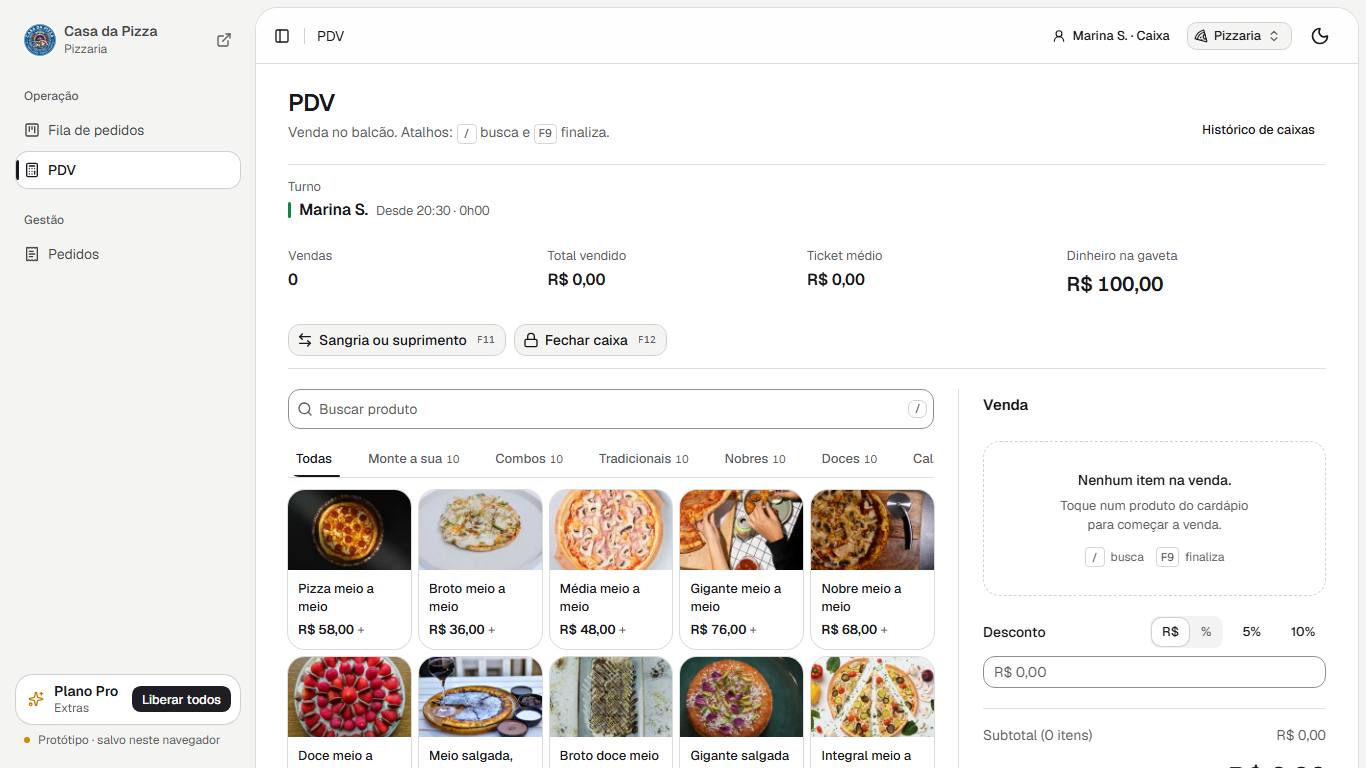 Casa da Pizza
Pizzaria
Operação
Fila de pedidos
PDV
Gestão
Pedidos
Plano Pro
Extras
Liberar todos
Protótipo · salvo neste navegador
PDV
Marina S. · Caixa
Pizzaria
PDV
Venda no balcão. Atalhos: / busca e F9 finaliza.
Histórico de caixas
Turno
Marina S. Desde 20:30 · 0h00
Vendas
0
Total vendido
R$ 0,00
Ticket médio
R$ 0,00
Dinheiro na gaveta
R$ 100,00
Sangria ou suprimento F11
Fechar caixa F12
Buscar produto /
Todas
Monte a sua 10
Combos 10
Tradicionais 10
Nobres 10
Doces 10
Cal
Pizza meio a
meio
R$ 58,00 +
Broto meio a
meio
R$ 36,00 +
Média meio a
meio
R$ 48,00 +
Gigante meio a
meio
R$ 76,00 +
Nobre meio a
meio
R$ 68,00 +
Doce meio a
Meio salgada,
Broto doce meio
Gigante salgada
Integral meio a
Venda
Nenhum item na venda.
Toque num produto do cardápio
para começar a venda.
/ busca F9 finaliza
Desconto
R$ %
5%
10%
R$ 0,00
Subtotal (0 itens)
R$ 0,00